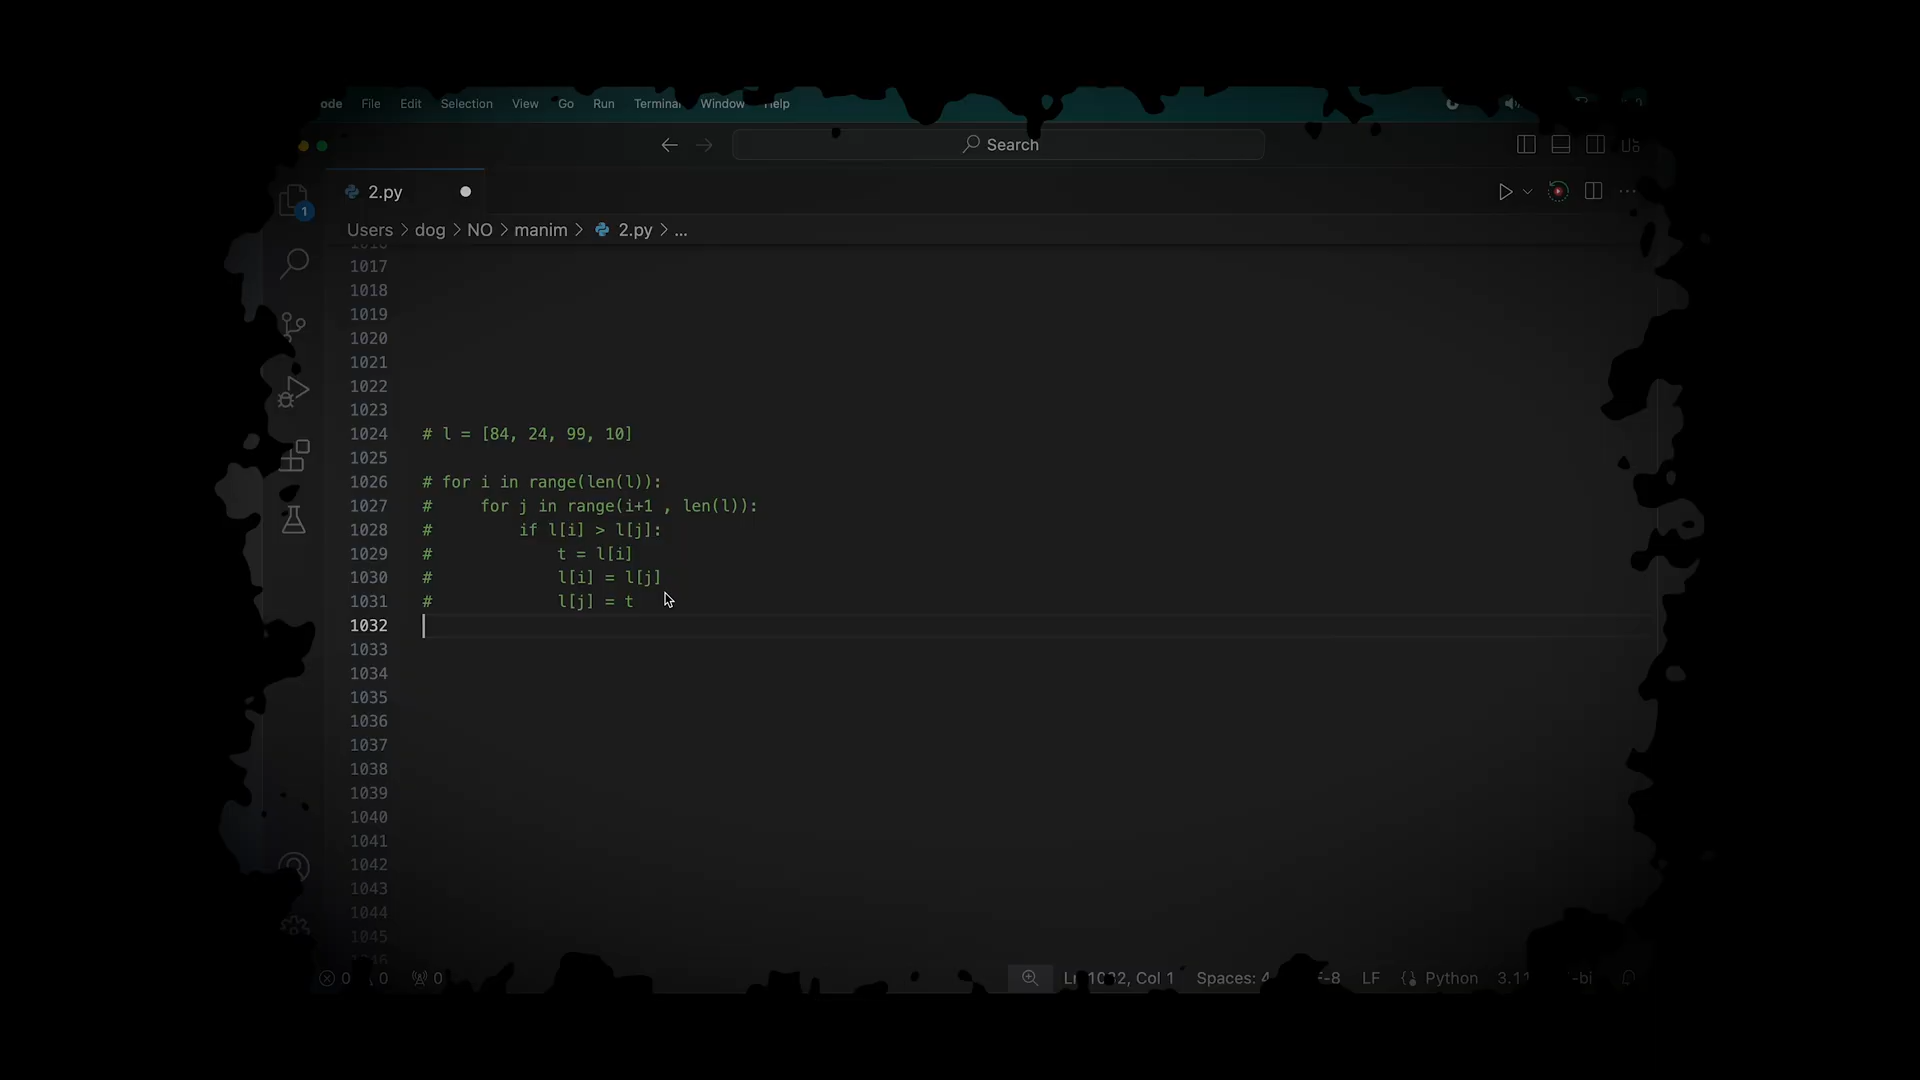 ode File Edit Selection View Go Run Terminal Window Help
Search
1
2.py
Users > dog > NO > manim > 2.py > ...
1016
1017
1018
1019
1020
1021
1022
1023
1024 # l = [84, 24, 99, 10]
1025
1026 # for i in range(len(l)):
1027 #     for j in range(i+1 , len(l)):
1028 #         if l[i] > l[j]:
1029 #             t = l[i]
1030 #             l[i] = l[j]
1031 #             l[j] = t
1032
1033
1034
1035
1036
1037
1038
1039
1040
1041
1042
1043
1044
1045
46
0 0 0 Ln 1032, Col 1 Spaces: 4 F-8 LF Python 3.11 -bi